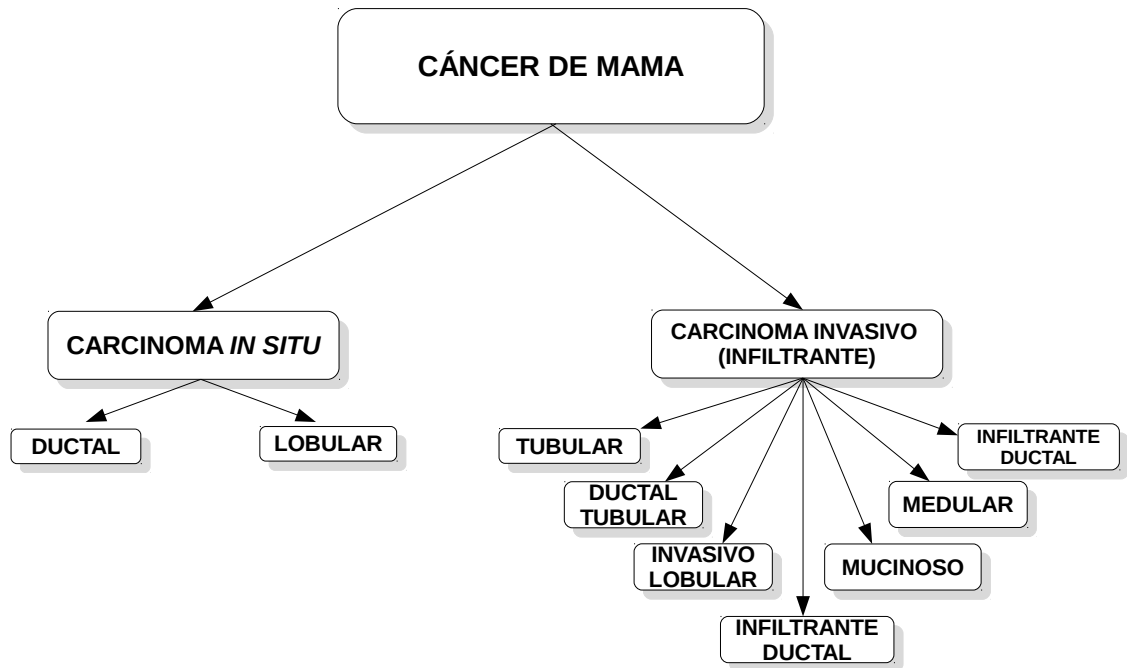 CÁNCER DE MAMA
CARCINOMA IN SITU
CARCINOMA INVASIVO
(INFILTRANTE)
DUCTAL
LOBULAR
TUBULAR
INFILTRANTE
DUCTAL
DUCTAL
TUBULAR
MEDULAR
INVASIVO
LOBULAR
MUCINOSO
INFILTRANTE
DUCTAL